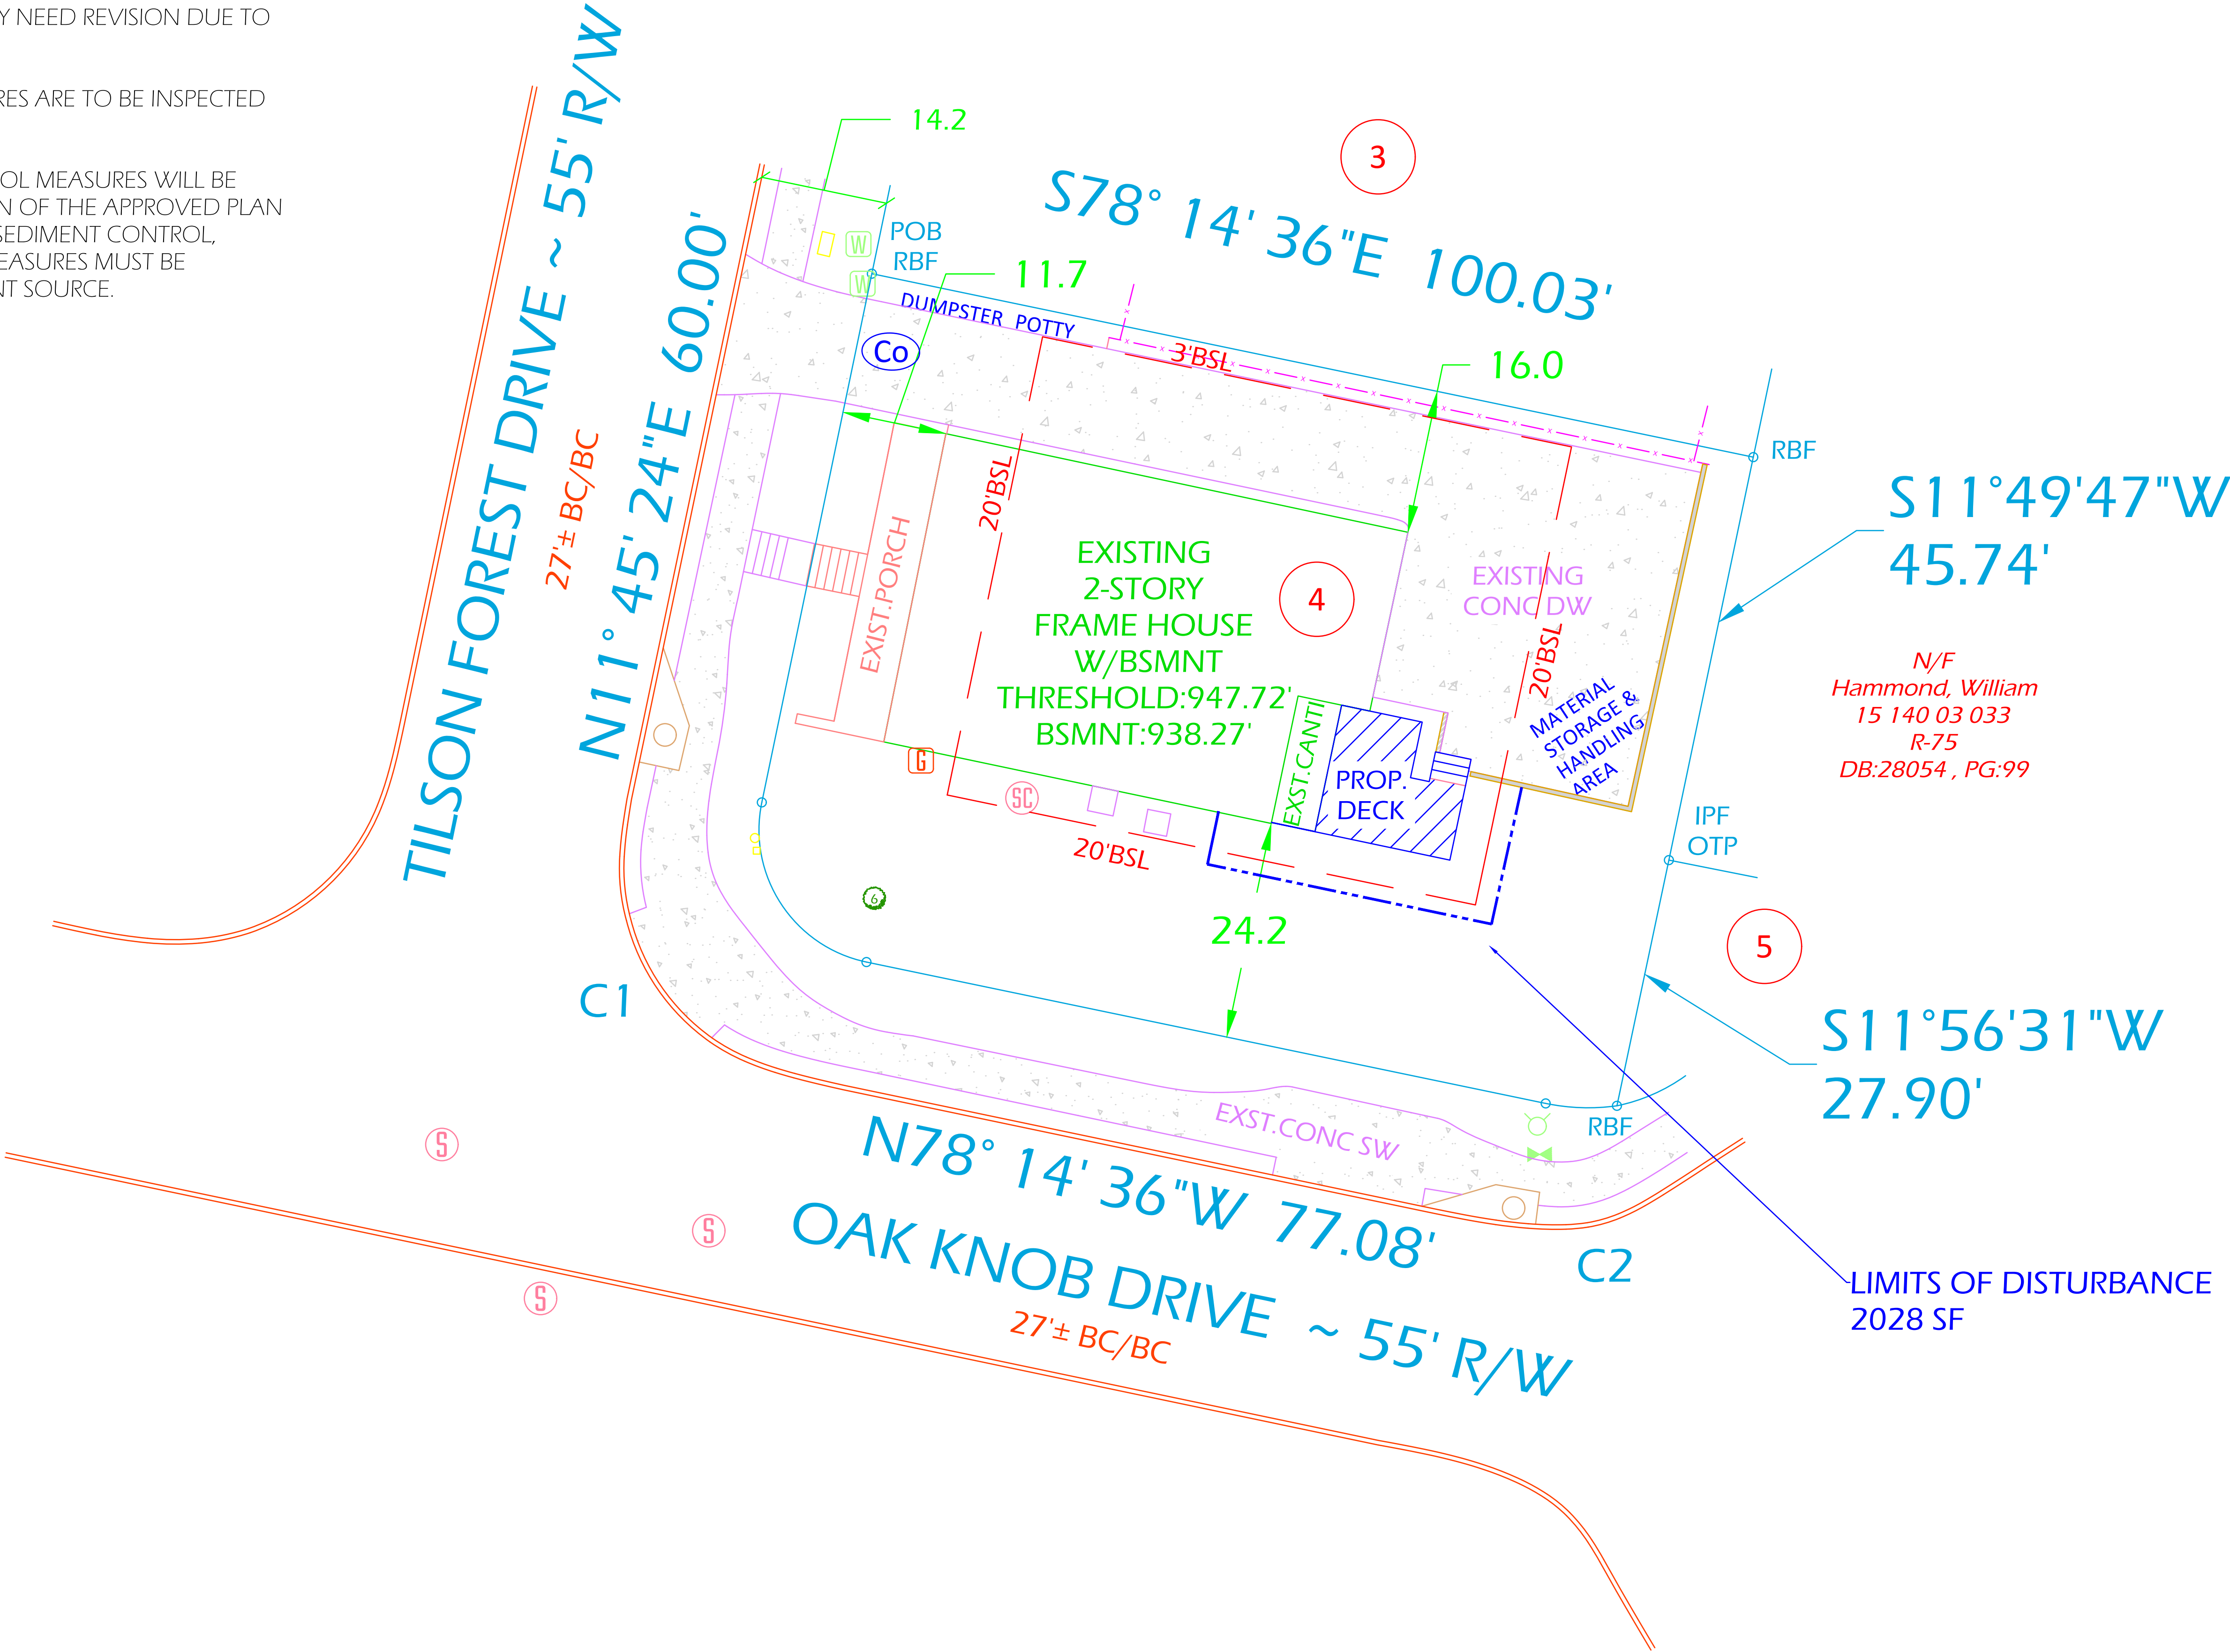 Y NEED REVISION DUE TO
RES ARE TO BE INSPECTED
OL MEASURES WILL BE
N OF THE APPROVED PLAN
SEDIMENT CONTROL,
EASURES MUST BE
NT SOURCE.
TILSON FOREST DRIVE ~ 55' R/W
27'± BC/BC
N11° 45' 24"E 60.00'
14.2
3
S78° 14' 36"E 100.03'
POB
RBF
W
W
11.7
DUMPSTER POTTY
Co
3'BSL
16.0
RBF
S11°49'47"W
45.74'
20'BSL
EXIST.PORCH
EXISTING
2-STORY
FRAME HOUSE
W/BSMNT
THRESHOLD:947.72'
BSMNT:938.27'
4
EXISTING
CONC DW
20'BSL
MATERIAL
STORAGE &
HANDLING
AREA
N/F
Hammond, William
15 140 03 033
R-75
DB:28054 , PG:99
EXST.CANTI
PROP.
DECK
G
SC
20'BSL
IPF
OTP
6
24.2
5
C1
S11°56'31"W
27.90'
EXST.CONC SW
RBF
N78° 14' 36"W 77.08'
S
S
S
OAK KNOB DRIVE ~ 55' R/W
27'± BC/BC
C2
LIMITS OF DISTURBANCE
2028 SF